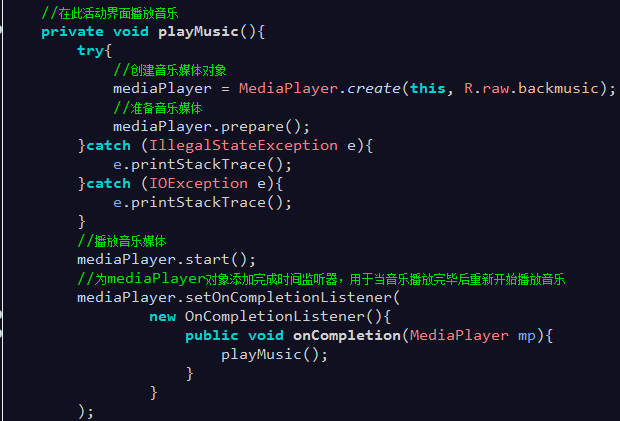 //在此活动界面播放音乐
private void playMusic(){
try{
//创建音乐媒体对象
mediaPlayer = MediaPlayer.create(this, R.raw.backmusic);
//准备音乐媒体
mediaPlayer.prepare();
}catch (IllegalStateException e){
e.printStackTrace();
}catch (IOException e){
e.printStackTrace();
}
//播放音乐媒体
mediaPlayer.start();
//为mediaPlayer对象添加完成时间监听器，用于当音乐播放完毕后重新开始播放音乐
mediaPlayer.setOnCompletionListener(
new OnCompletionListener(){
public void onCompletion(MediaPlayer mp){
playMusic();
}
}
);